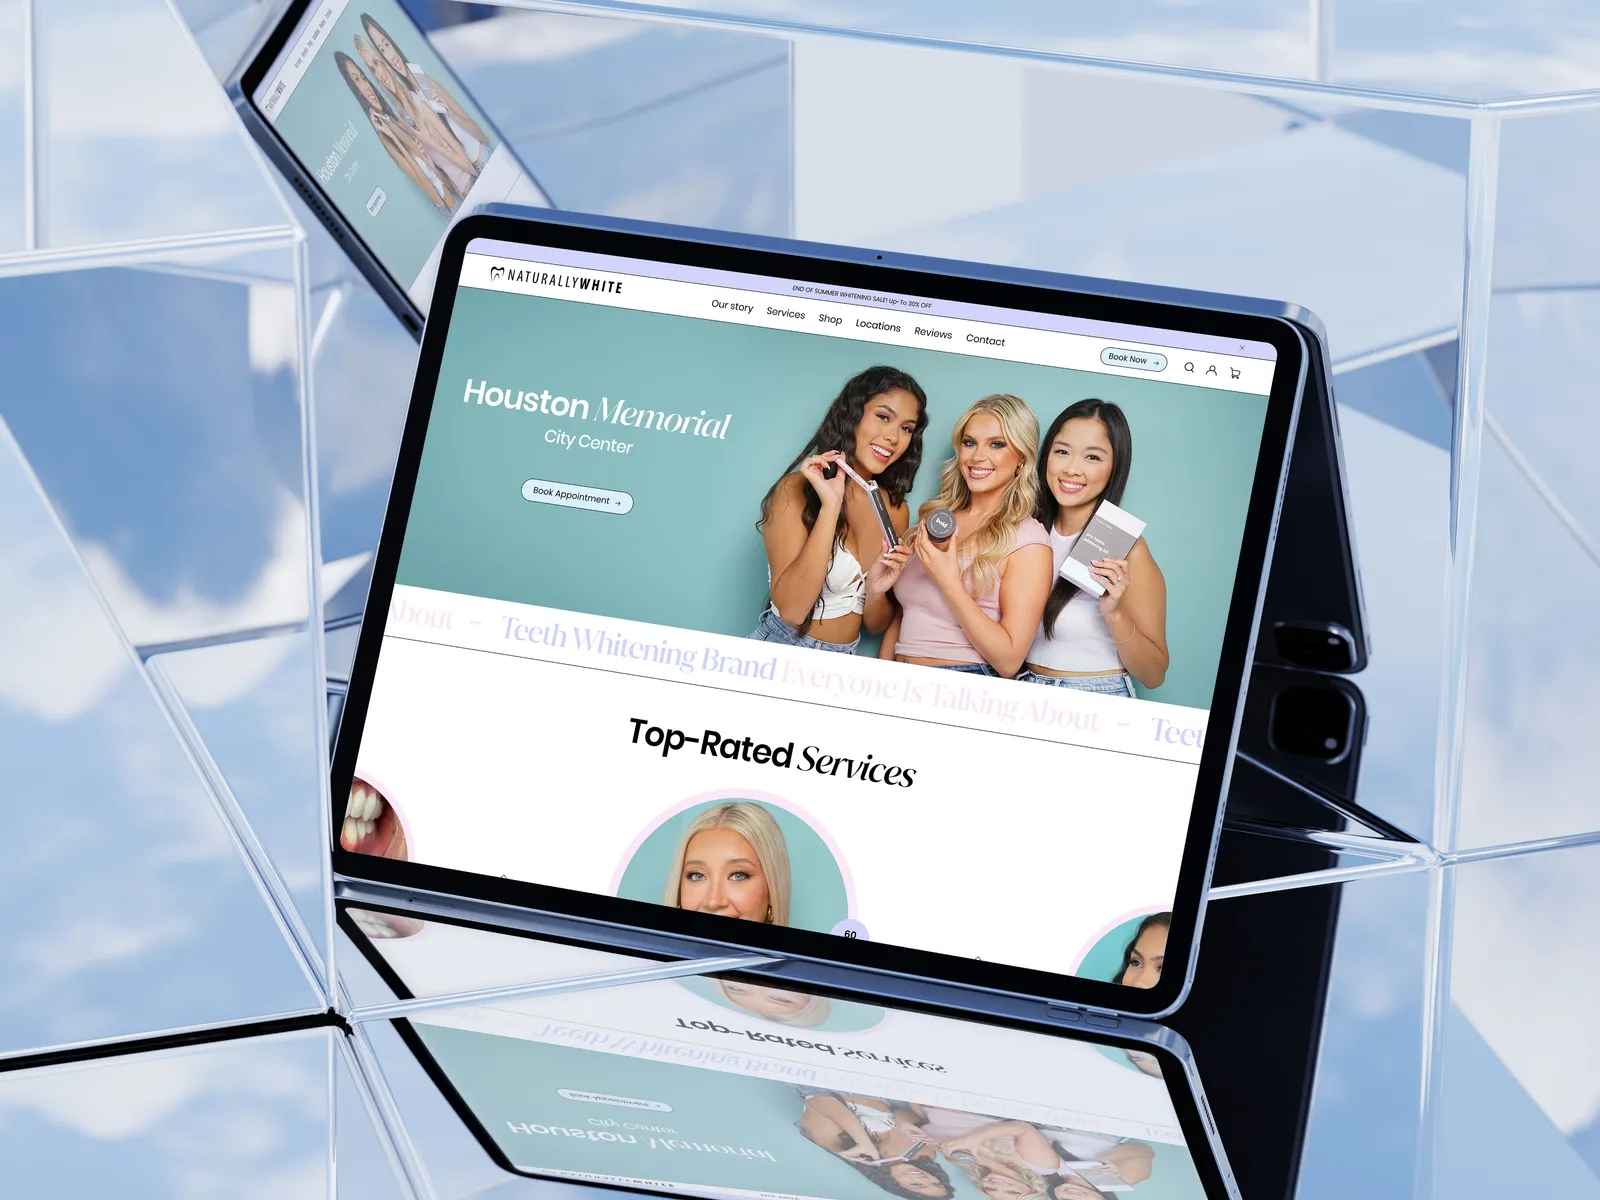 END OF SUMMER WHITENING SALE! Up-To 30% OFF
NATURALLYWHITE
Our story
Services
Shop
Locations
Reviews
Contact
Book Now →
Houston Memorial
City Center
Book Appointment →
bold
About - Teeth Whitening Brand Everyone Is Talking About - Teet
Top-Rated Services
60